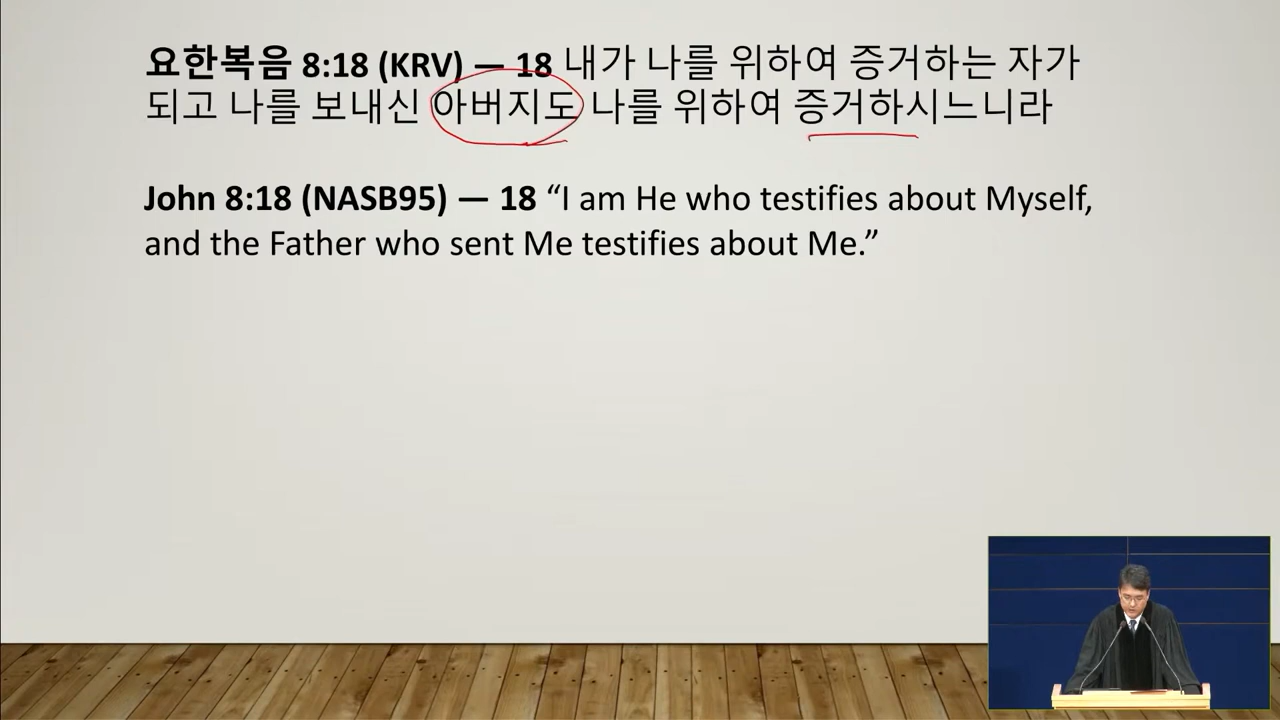 요한복음 8:18 (KRV) — 18 내가 나를 위하여 증거하는 자가
되고 나를 보내신 아버지도 나를 위하여 증거하시느니라
John 8:18 (NASB95) — 18 “I am He who testifies about Myself,
and the Father who sent Me testifies about Me.”